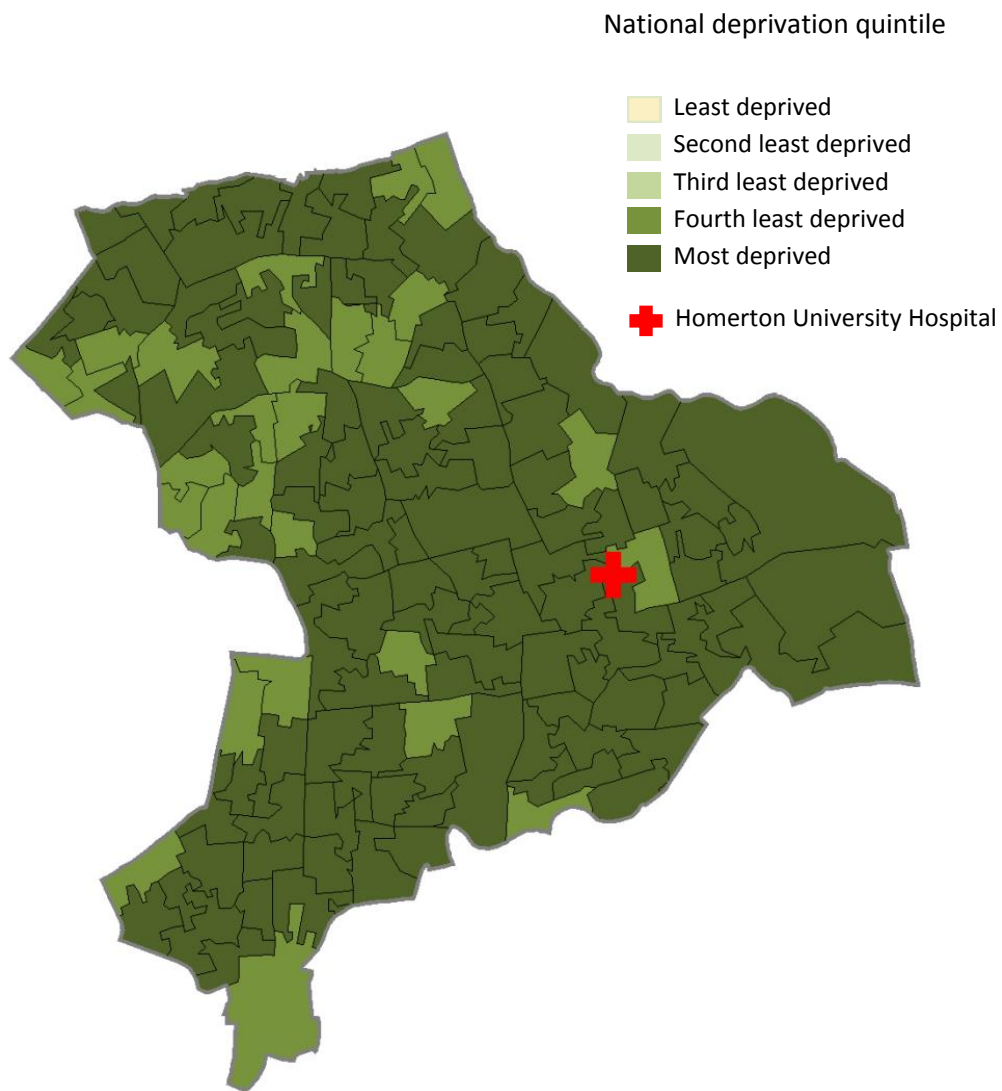 National deprivation quintile
Least deprived
Second least deprived
Third least deprived
Fourth least deprived
Most deprived
Homerton University Hospital